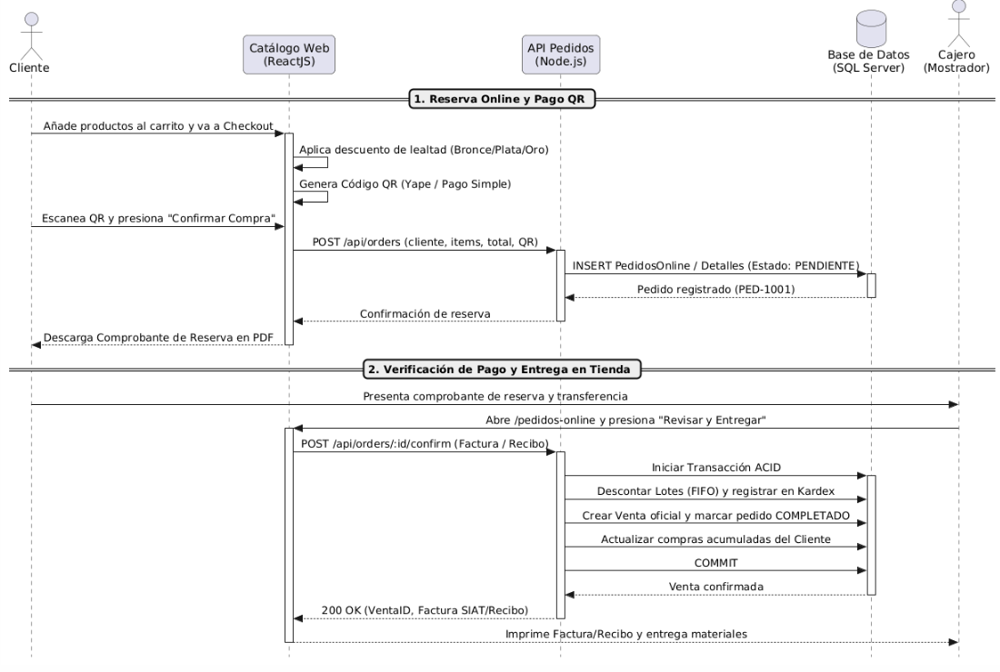 Cliente
Catálogo Web
(ReactJS)
API Pedidos
(Node.js)
Base de Datos
(SQL Server)
Cajero
(Mostrador)
1. Reserva Online y Pago QR
Añade productos al carrito y va a Checkout
Aplica descuento de lealtad (Bronce/Plata/Oro)
Genera Código QR (Yape / Pago Simple)
Escanea QR y presiona "Confirmar Compra"
POST /api/orders (cliente, items, total, QR)
INSERT PedidosOnline / Detalles (Estado: PENDIENTE)
Pedido registrado (PED-1001)
Confirmación de reserva
Descarga Comprobante de Reserva en PDF
2. Verificación de Pago y Entrega en Tienda
Presenta comprobante de reserva y transferencia
Abre /pedidos-online y presiona "Revisar y Entregar"
POST /api/orders/:id/confirm (Factura / Recibo)
Iniciar Transacción ACID
Descontar Lotes (FIFO) y registrar en Kardex
Crear Venta oficial y marcar pedido COMPLETADO
Actualizar compras acumuladas del Cliente
COMMIT
Venta confirmada
200 OK (VentaID, Factura SIAT/Recibo)
Imprime Factura/Recibo y entrega materiales